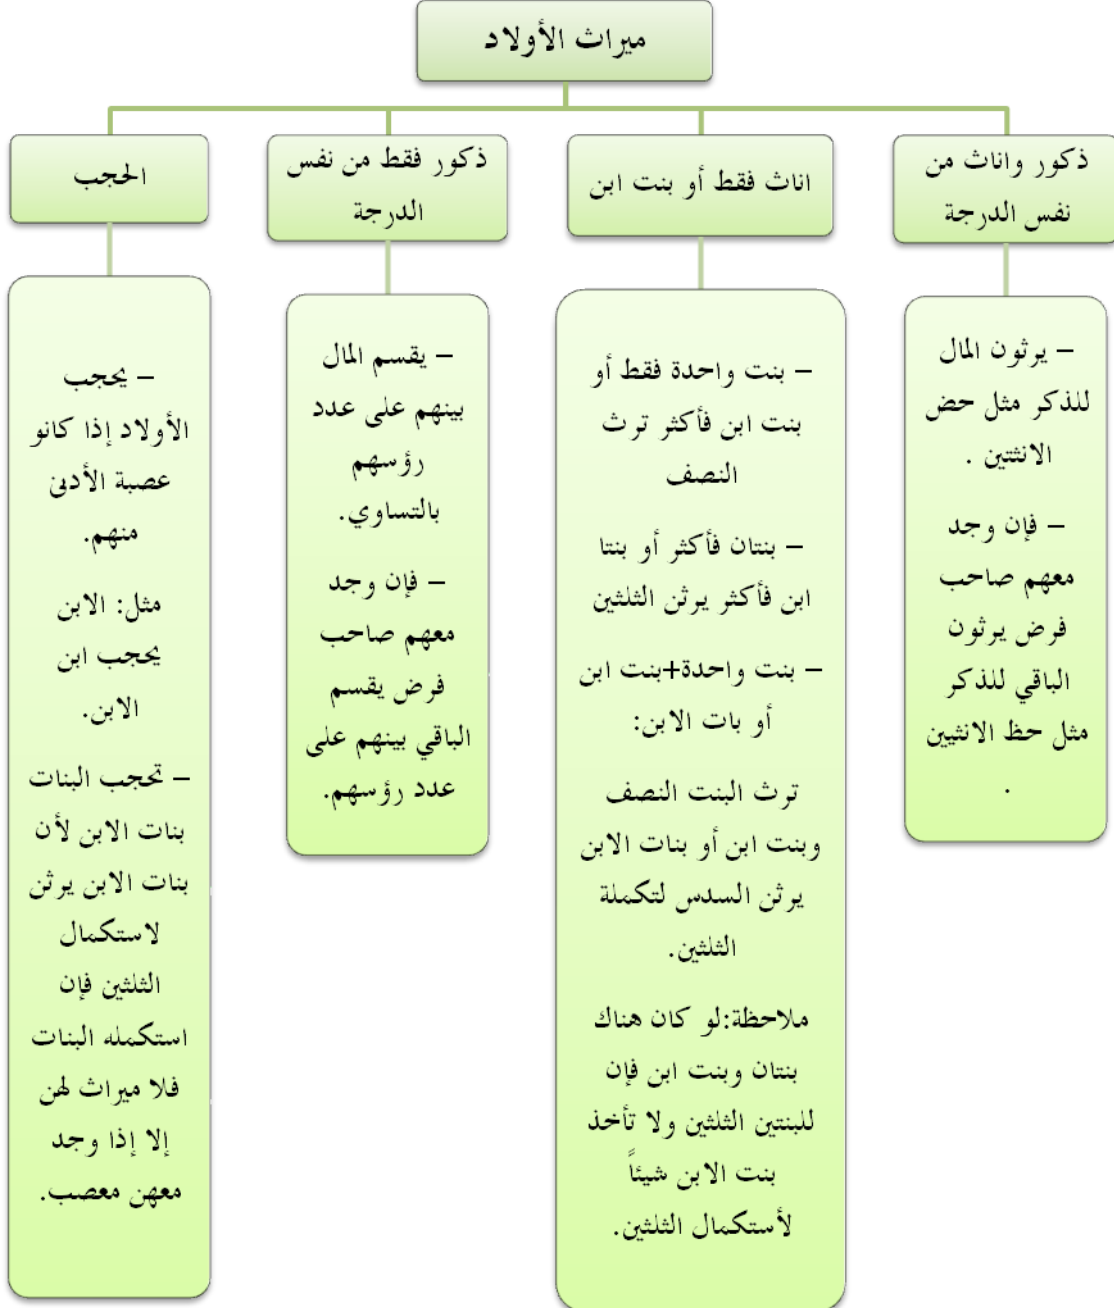 ميراث الأولاد
ذكور واناث من
نفس الدرجة
– يرثون المال
للذكر مثل حض
الانثتين .
– فإن وجد
معهم صاحب
فرض يرثون
الباقي للذكر
مثل حظ الانثيين
.
اناث فقط أو بنت ابن
– بنت واحدة فقط أو
بنت ابن فأكثر ترث
النصف
– بنتان فأكثر أو بنتا
ابن فأكثر يرثن الثلثين
– بنت واحدة+بنت ابن
أو بات الابن:
ترث البنت النصف
وبنت ابن أو بنات الابن
يرثن السدس لتكملة
الثلثين.
ملاحظة:لو كان هناك
بنتان وبنت ابن فإن
للبنتين الثلثين ولا تأخذ
بنت الابن شيئاً
لأستكمال الثلثين.
ذكور فقط من نفس
الدرجة
– يقسم المال
بينهم على عدد
رؤسهم
بالتساوي.
– فإن وجد
معهم صاحب
فرض يقسم
الباقي بينهم على
عدد رؤسهم.
الحجب
– يحجب
الأولاد إذا كانو
عصبة الأدنى
منهم.
مثل: الابن
يحجب ابن
الابن.
– تحجب البنات
بنات الابن لأن
بنات الابن يرثن
لاستكمال
الثلثين فإن
استكمله البنات
فلا ميراث لهن
إلا إذا وجد
معهن معصب.